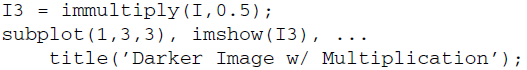 I3 = immultiply(I,0.5);
subplot(1,3,3), imshow(I3), ...
title(’Darker Image w/ Multiplication’);